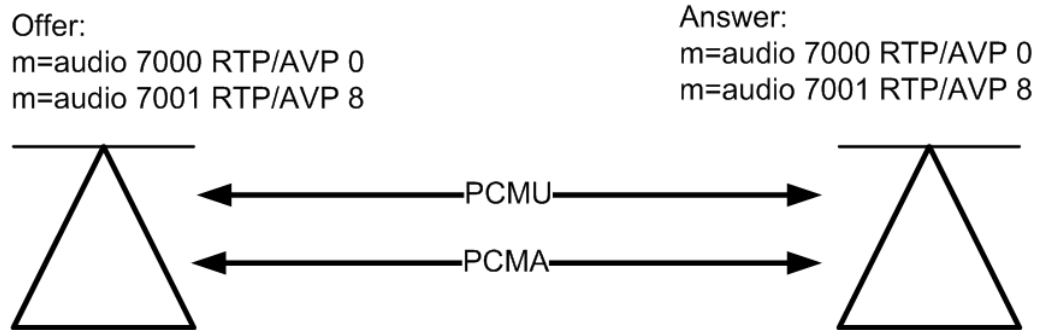 Offer:
m=audio 7000 RTP/AVP 0
m=audio 7001 RTP/AVP 8
Answer:
m=audio 7000 RTP/AVP 0
m=audio 7001 RTP/AVP 8
PCMU
PCMA